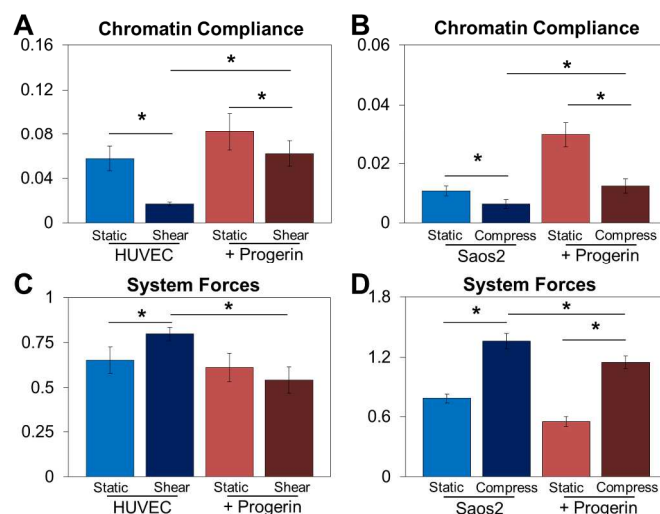 A
Chromatin Compliance
0.16
0.12
0.08
0.04
0
*
*
*
Static Shear Static Shear
HUVEC + Progerin
B
Chromatin Compliance
0.06
0.04
0.02
0
*
*
*
Static Compress Static Compress
Saos2 + Progerin
C
System Forces
1
0.75
0.5
0.25
0
*
*
Static Shear Static Shear
HUVEC + Progerin
D
System Forces
1.8
1.2
0.6
0
*
*
*
Static Compress Static Compress
Saos2 + Progerin